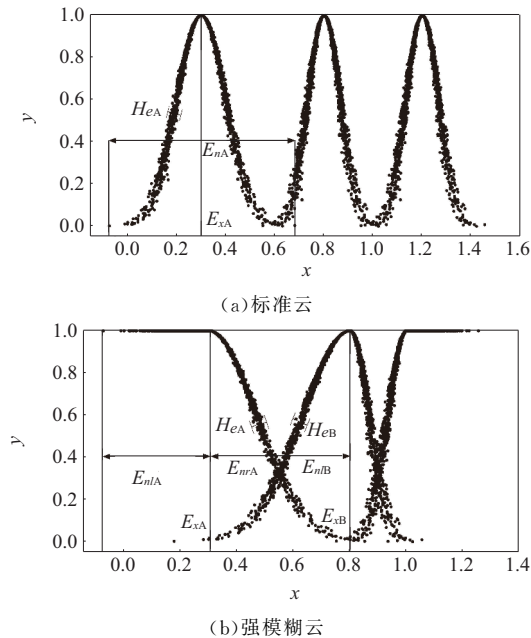 1.0
0.8
0.6
0.4
0.2
0.0
y
HeA
EnA
ExA
0.0 0.2 0.4 0.6 0.8 1.0 1.2 1.4 1.6
x
(a)标准云
1.0
0.8
0.6
0.4
0.2
0.0
y
HeA HeB
EnlA EnrA EnlB
ExA ExB
0.0 0.2 0.4 0.6 0.8 1.0 1.2 1.4
x
(b)强模糊云